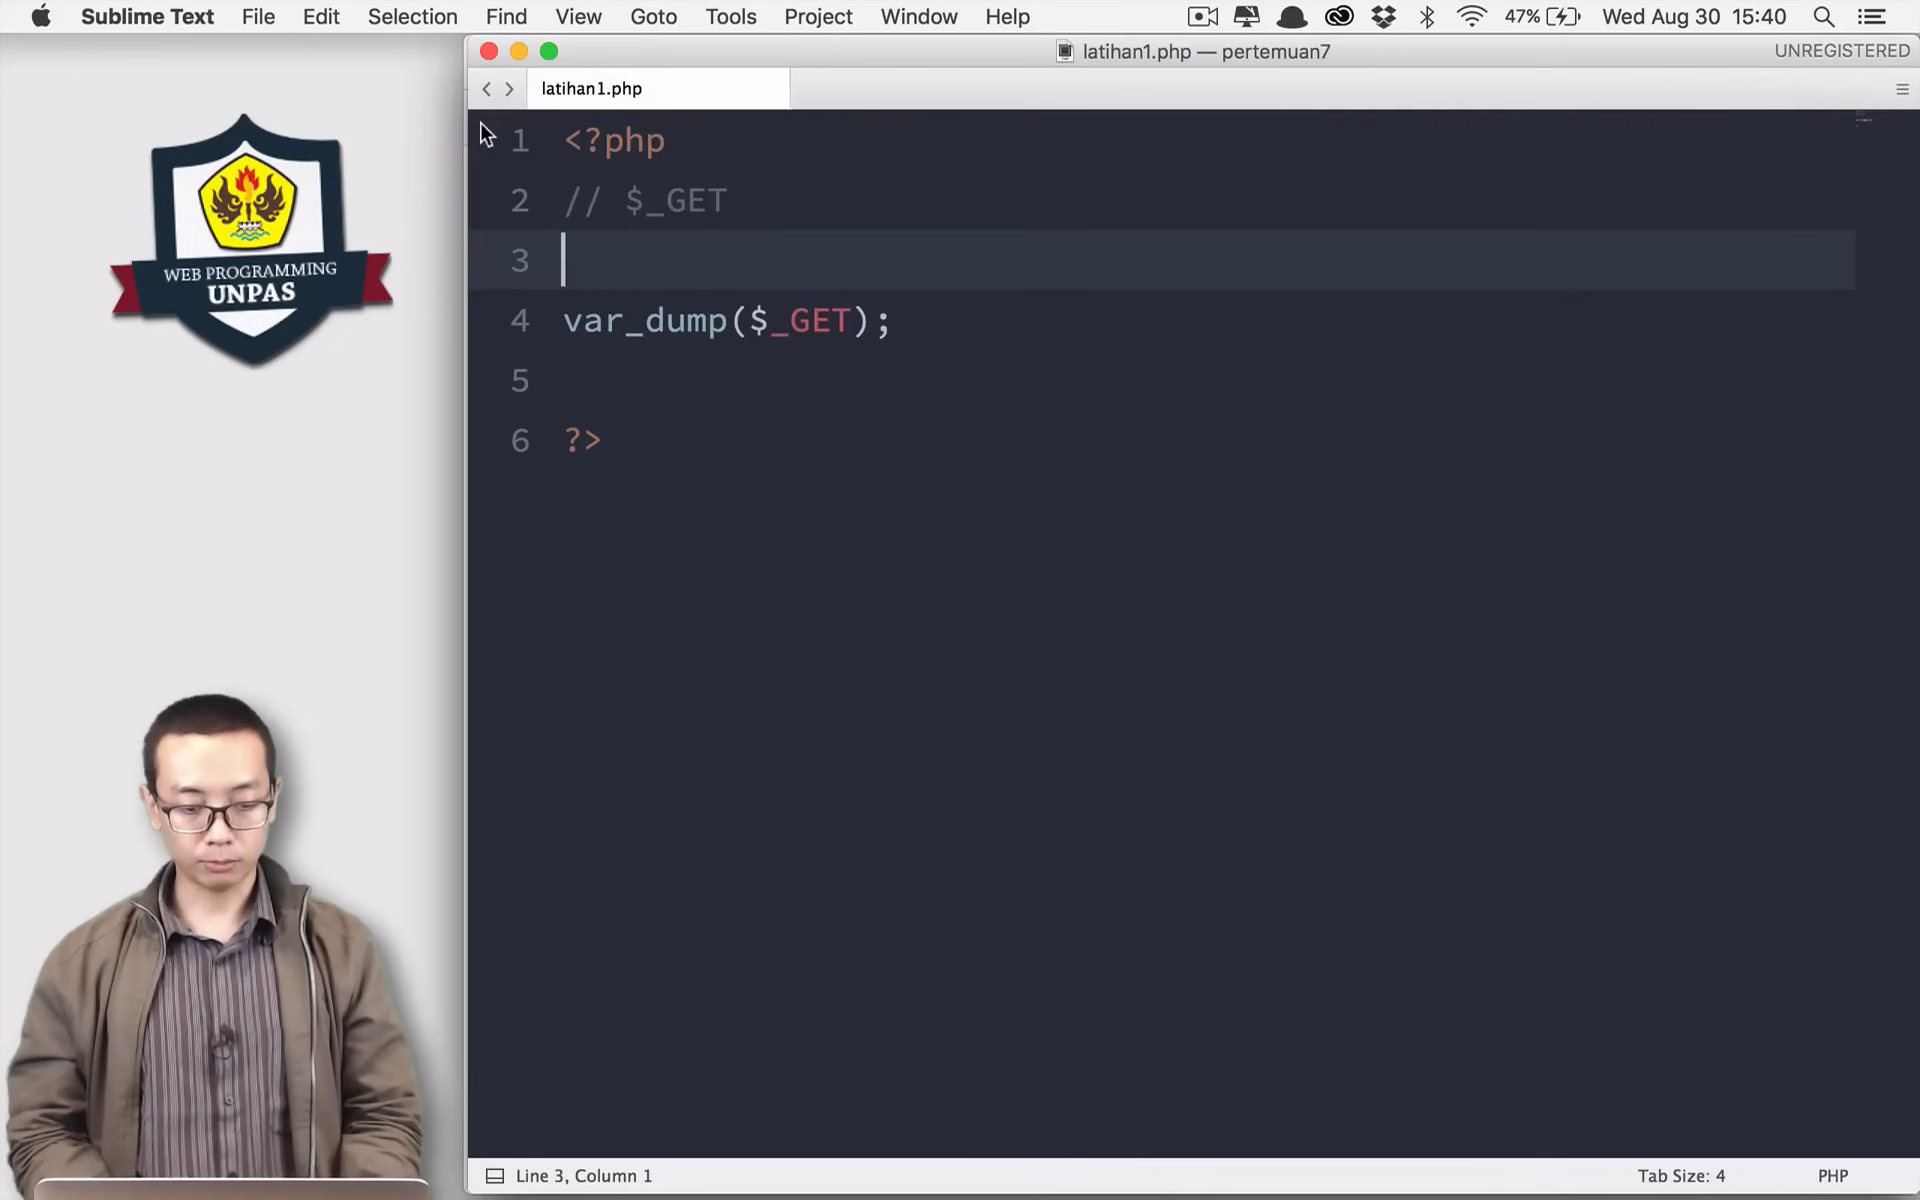 Sublime Text File Edit Selection Find View Goto Tools Project Window Help 47% Wed Aug 30 15:40
latihan1.php — pertemuan7 UNREGISTERED
latihan1.php
1 <?php
2 // $_GET
3
4 var_dump($_GET);
5
6 ?>
WEB PROGRAMMING
UNPAS
Line 3, Column 1 Tab Size: 4 PHP